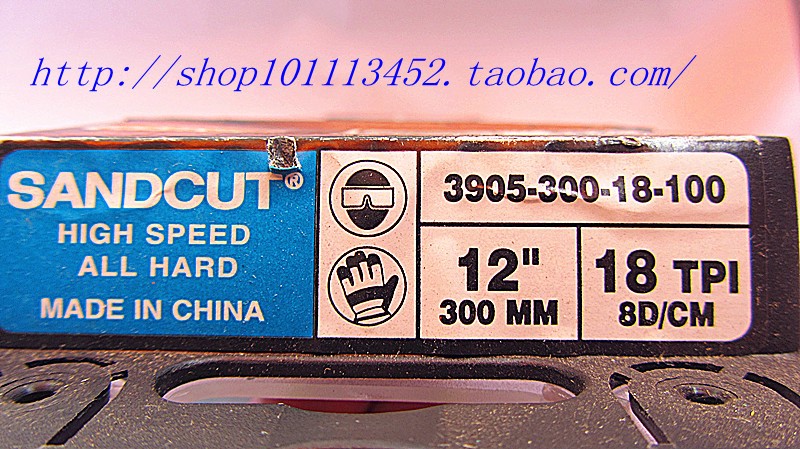 http://shop101113452.taobao.com/
SANDCUT®
HIGH SPEED
ALL HARD
MADE IN CHINA
3905-300-18-100
12"
300 MM
18 TPI
8D/CM